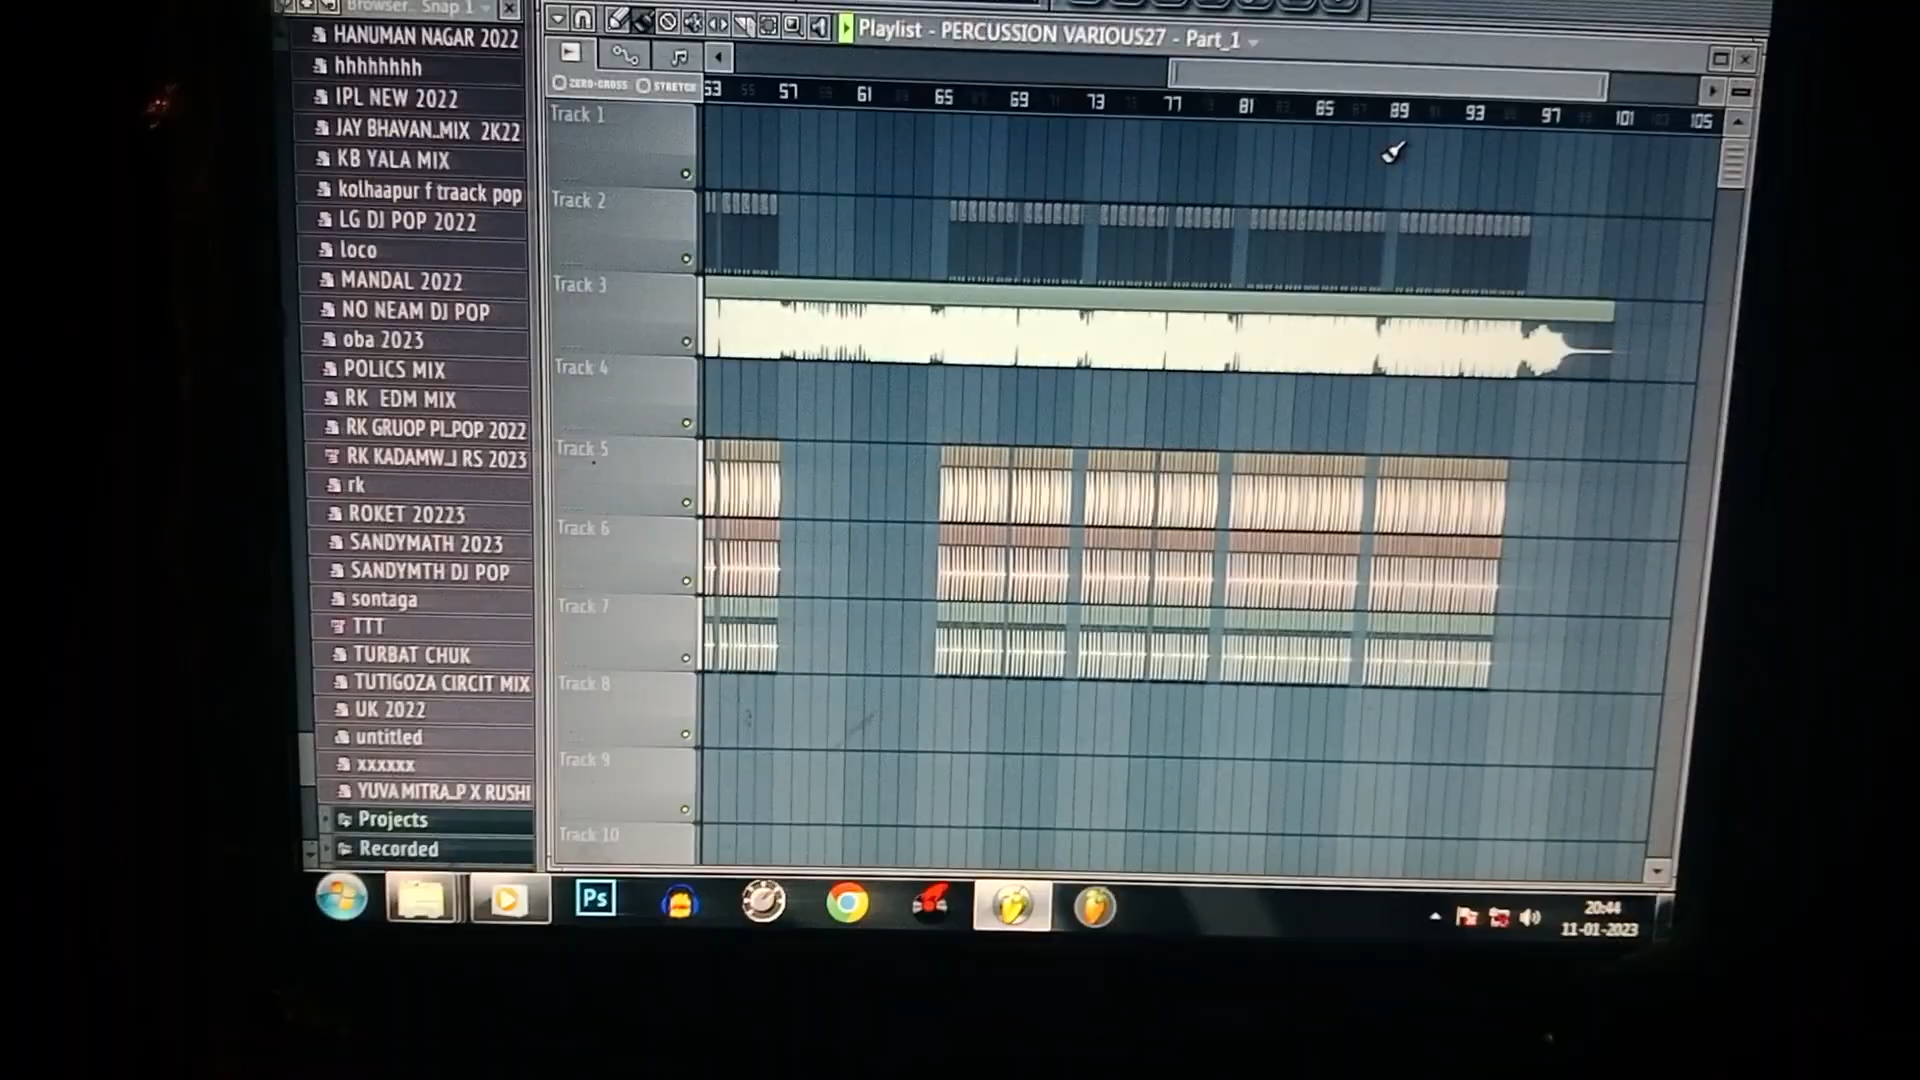 Browser.. Snap 1
HANUMAN NAGAR 2022
hhhhhhhh
IPL NEW 2022
JAY BHAVAN_MIX 2K22
KB YALA MIX
kolhaapur f traack pop
LG DJ POP 2022
loco
MANDAL 2022
NO NEAM DJ POP
oba 2023
POLICS MIX
RK EDM MIX
RK GRUOP PI_POP 2022
RK KADAMW_J RS 2023
rk
ROKET 20223
SANDYMATH 2023
SANDYMTH DJ POP
sontaga
TTT
TURBAT CHUK
TUTIGOZA CIRCIT MIX
UK 2022
untitled
xxxxxx
YUVA MITRA_P X RUSHI
Projects
Recorded
Playlist - PERCUSSION VARIOUS27 - Part_1
ZERO-CROSS STRETCH
53 55 57 61 65 69 73 77 81 85 89 93 97 101 105
Track 1
Track 2
Track 3
Track 4
Track 5
Track 6
Track 7
Track 8
Track 9
Track 10
Ps
20:44
11-01-2023